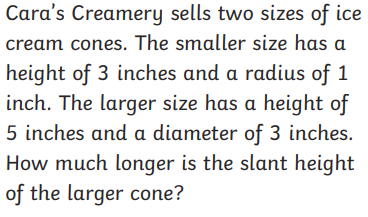 Cara's Creamery sells two sizes of ice
cream cones. The smaller size has a
height of 3 inches and a radius of 1
inch. The larger size has a height of
5 inches and a diameter of 3 inches.
How much longer is the slant height
of the larger cone?